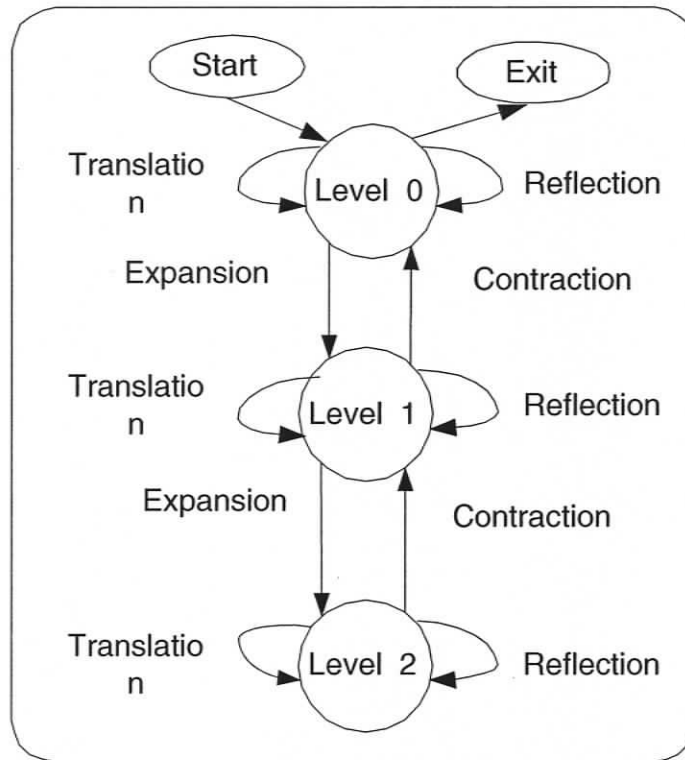 Start
Exit
Translatio
n
Level 0
Reflection
Expansion
Contraction
Translatio
n
Level 1
Reflection
Expansion
Contraction
Translatio
n
Level 2
Reflection